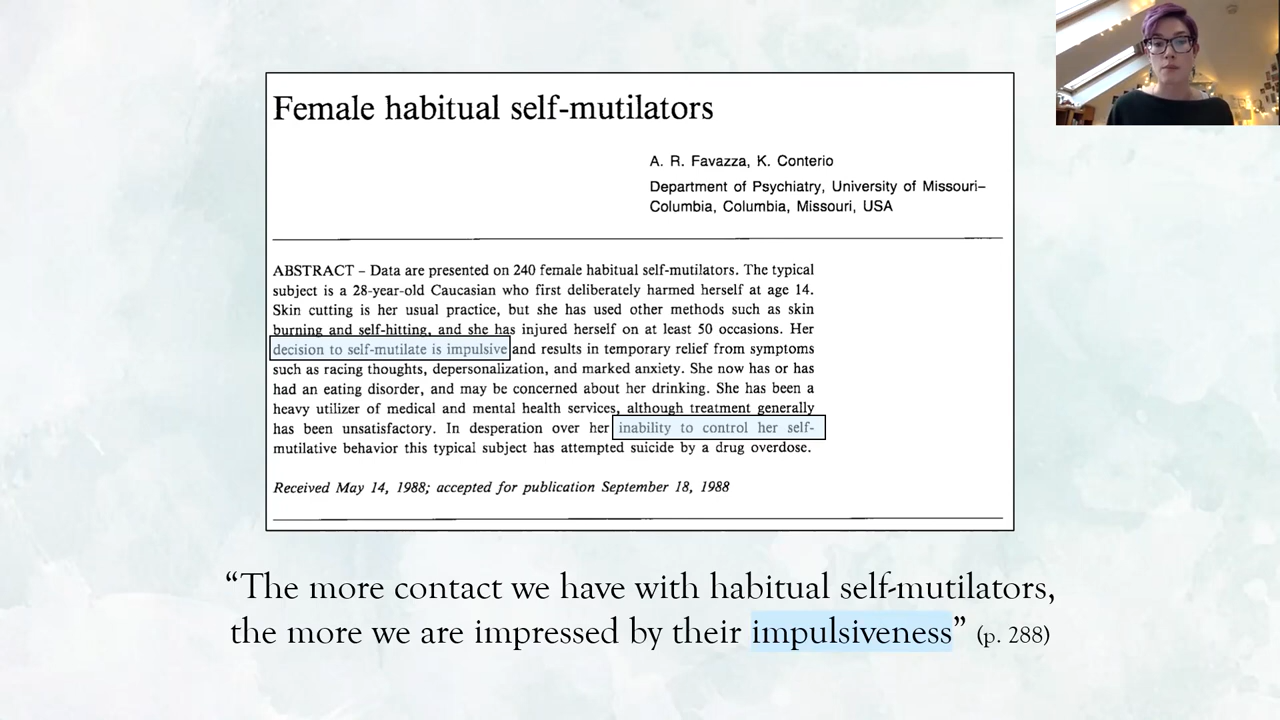 Female habitual self-mutilators
A. R. Favazza, K. Conterio
Department of Psychiatry, University of Missouri–
Columbia, Columbia, Missouri, USA
ABSTRACT – Data are presented on 240 female habitual self-mutilators. The typical
subject is a 28-year-old Caucasian who first deliberately harmed herself at age 14.
Skin cutting is her usual practice, but she has used other methods such as skin
burning and self-hitting, and she has injured herself on at least 50 occasions. Her
decision to self-mutilate is impulsive and results in temporary relief from symptoms
such as racing thoughts, depersonalization, and marked anxiety. She now has or has
had an eating disorder, and may be concerned about her drinking. She has been a
heavy utilizer of medical and mental health services, although treatment generally
has been unsatisfactory. In desperation over her inability to control her self-
mutilative behavior this typical subject has attempted suicide by a drug overdose.
Received May 14, 1988; accepted for publication September 18, 1988
“The more contact we have with habitual self-mutilators,
the more we are impressed by their impulsiveness” (p. 288)